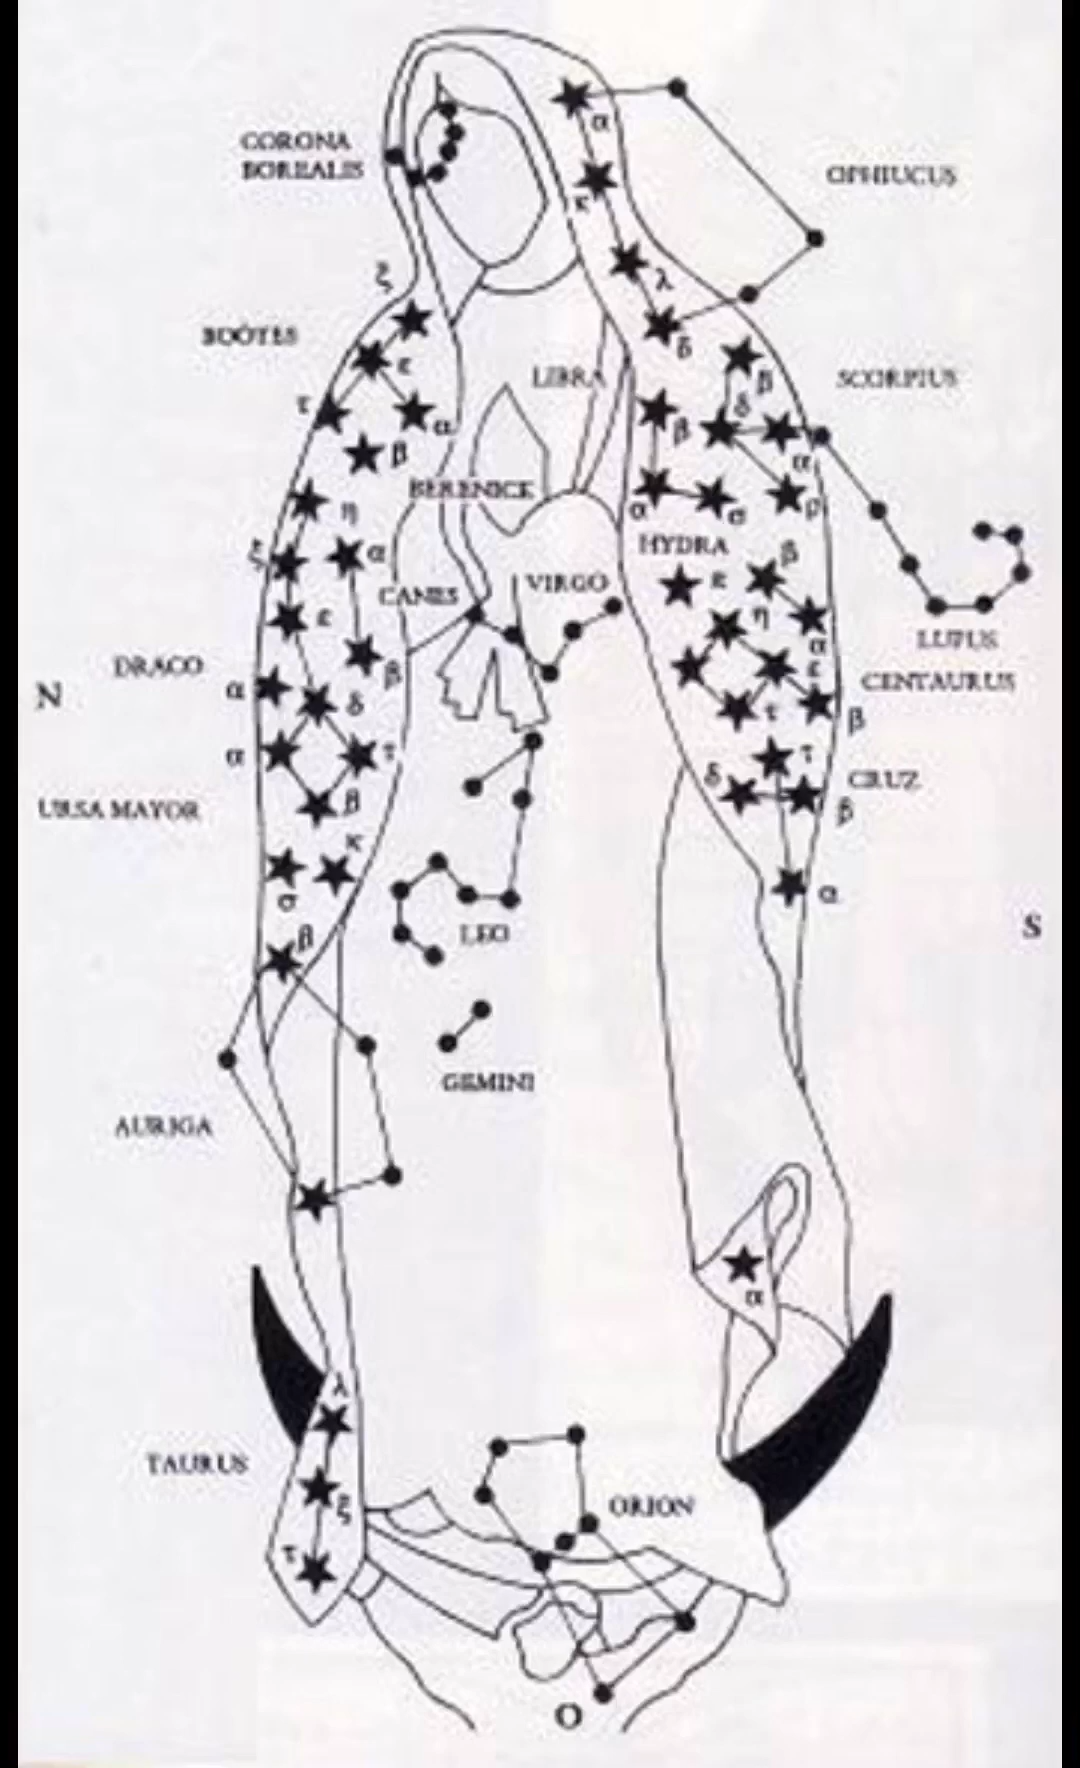 CORONA
BOREALIS
α
OPHIUCUS
κ
λ
ξ
BOÖTES
ε
δ
LIBRA
β
SCORPIUS
τ
α
β
δ
β
α
BERENICE
η
α
σ
ρ
HYDRA
ξ
α
CANES
VIRGO
ε
β
η
ε
α
LUPUS
DRACO
β
ε
CENTAURUS
N
α
δ
τ
β
α
τ
τ
URSA MAYOR
β
δ
CRUZ
β
κ
σ
α
β
LEO
S
GEMINI
AURIGA
α
λ
TAURUS
ξ
ORION
τ
O